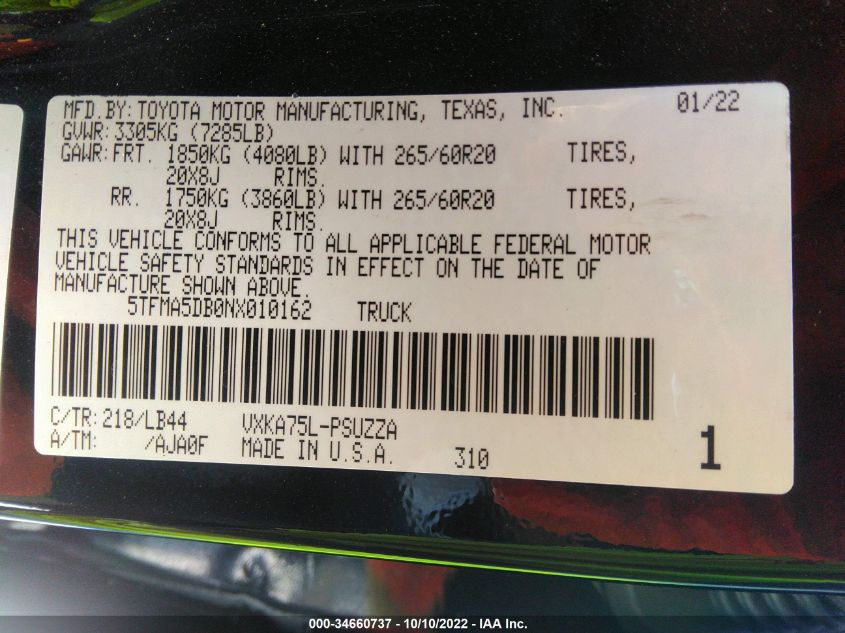 MFD.BY:TOYOTA MOTOR MANUFACTURING, TEXAS, INC. 01/22
GVWR:3305KG (7285LB)
GAWR:FRT. 1850KG (4080LB) WITH 265/60R20 TIRES,
20X8J RIMS.
RR. 1750KG (3860LB) WITH 265/60R20 TIRES,
20X8J RIMS.
THIS VEHICLE CONFORMS TO ALL APPLICABLE FEDERAL MOTOR
VEHICLE SAFETY STANDARDS IN EFFECT ON THE DATE OF
MANUFACTURE SHOWN ABOVE.
5TFMA5DB0NX010162 TRUCK
C/TR:218/LB44 VXKA75L-PSUZZA
A/TM: /AJA0F MADE IN U.S.A. 310 1
000-34660737 - 10/10/2022 - IAA Inc.